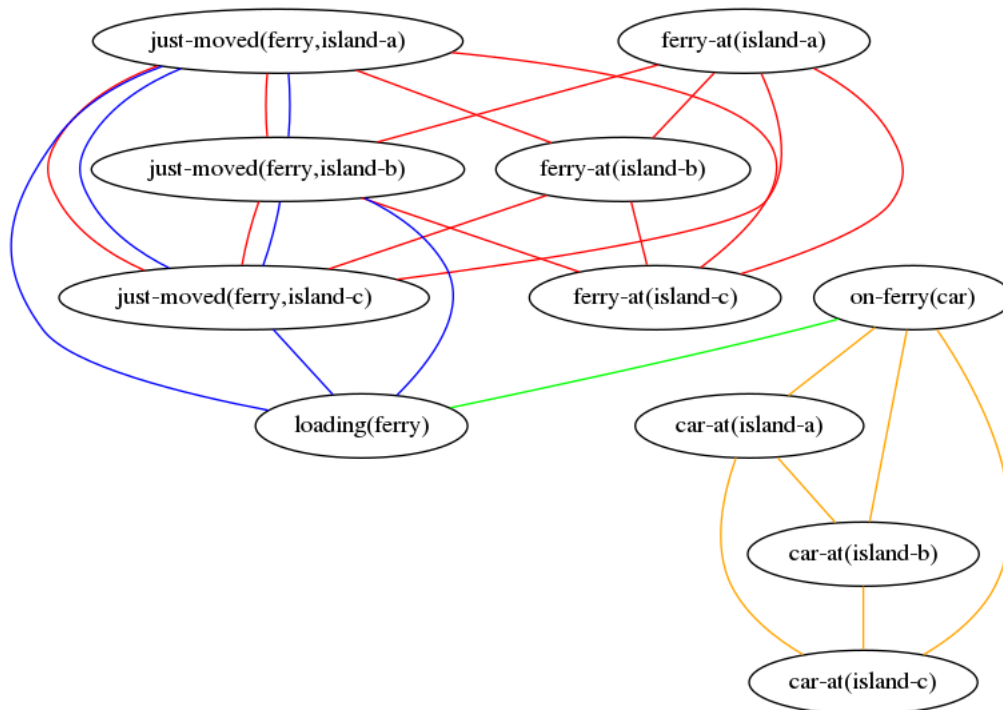 just-moved(ferry,island-a)
ferry-at(island-a)
just-moved(ferry,island-b)
ferry-at(island-b)
just-moved(ferry,island-c)
ferry-at(island-c)
on-ferry(car)
loading(ferry)
car-at(island-a)
car-at(island-b)
car-at(island-c)